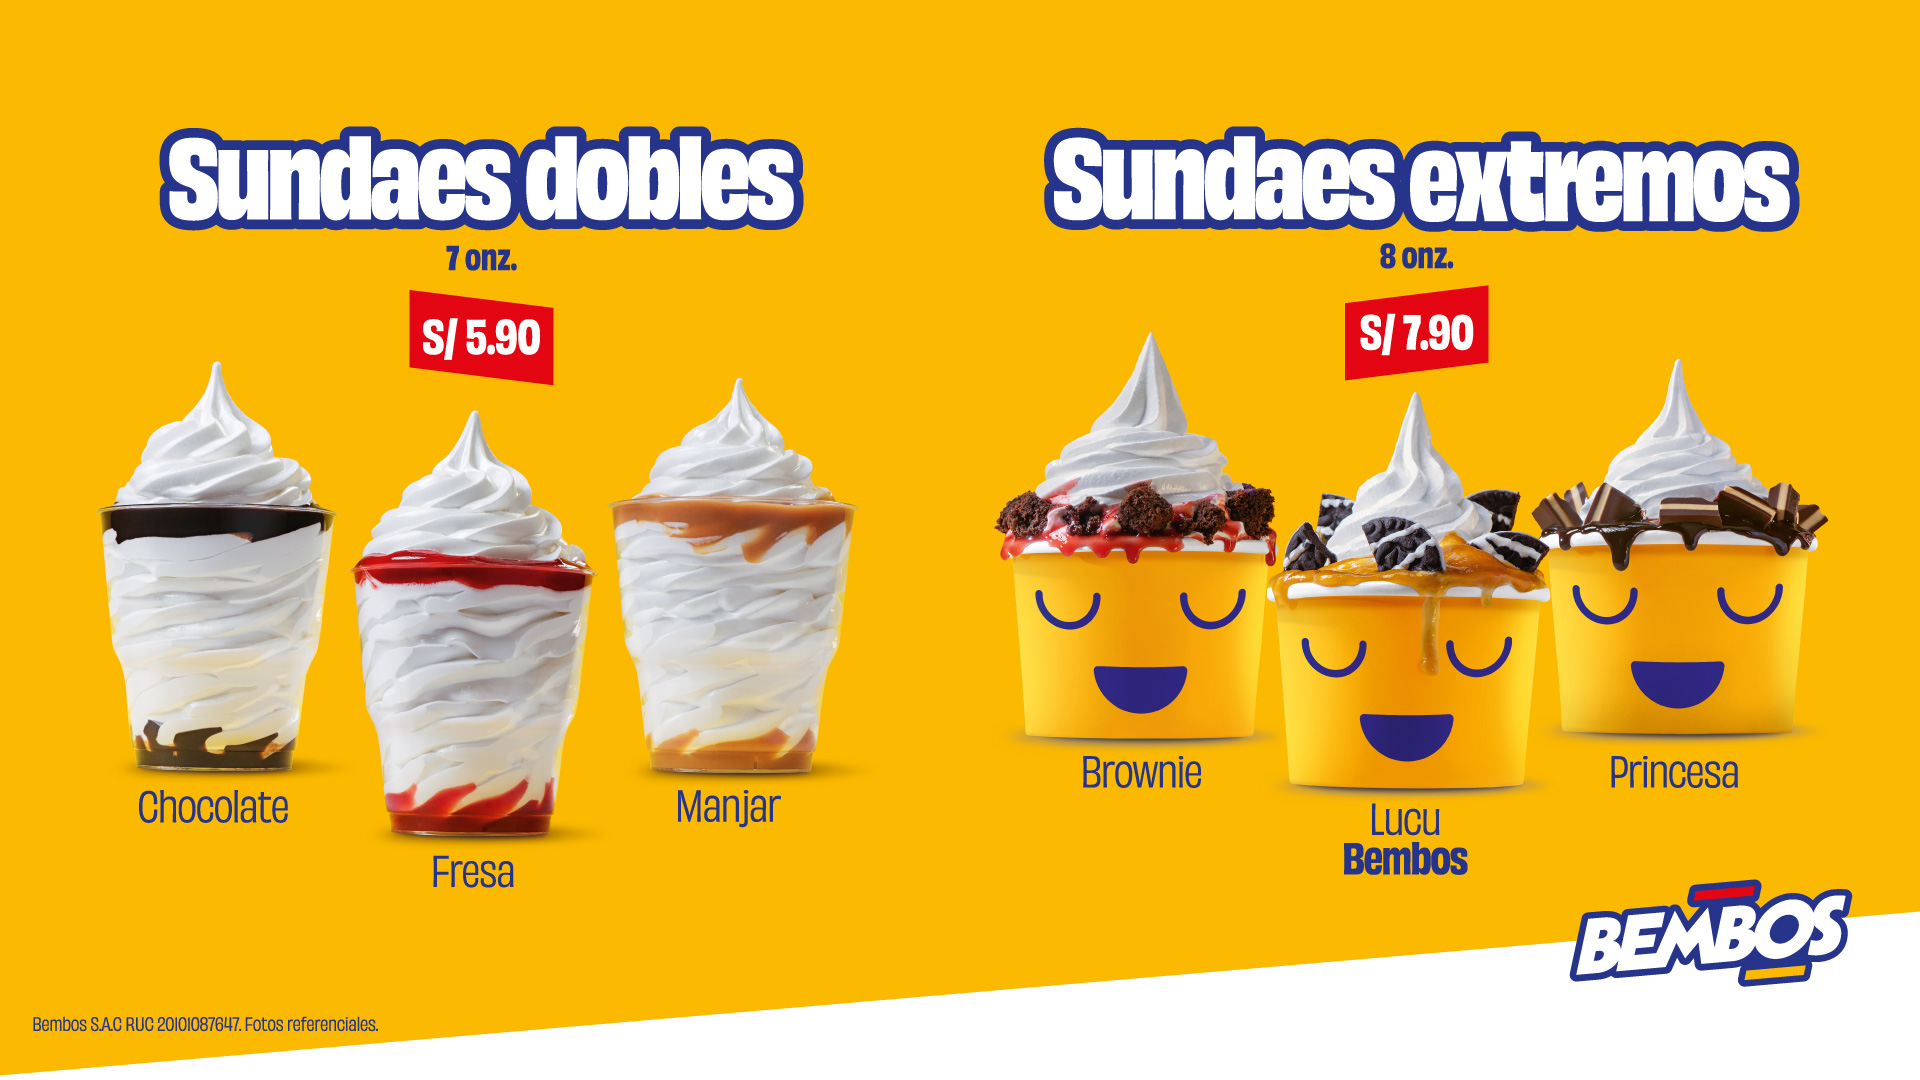 Sundaes dobles
7 onz.
S/ 5.90
Chocolate
Fresa
Manjar
Sundaes extremos
8 onz.
S/ 7.90
Brownie
Lucu
Bembos
Princesa
BEMBOS
Bembos S.A.C RUC 20101087647. Fotos referenciales.